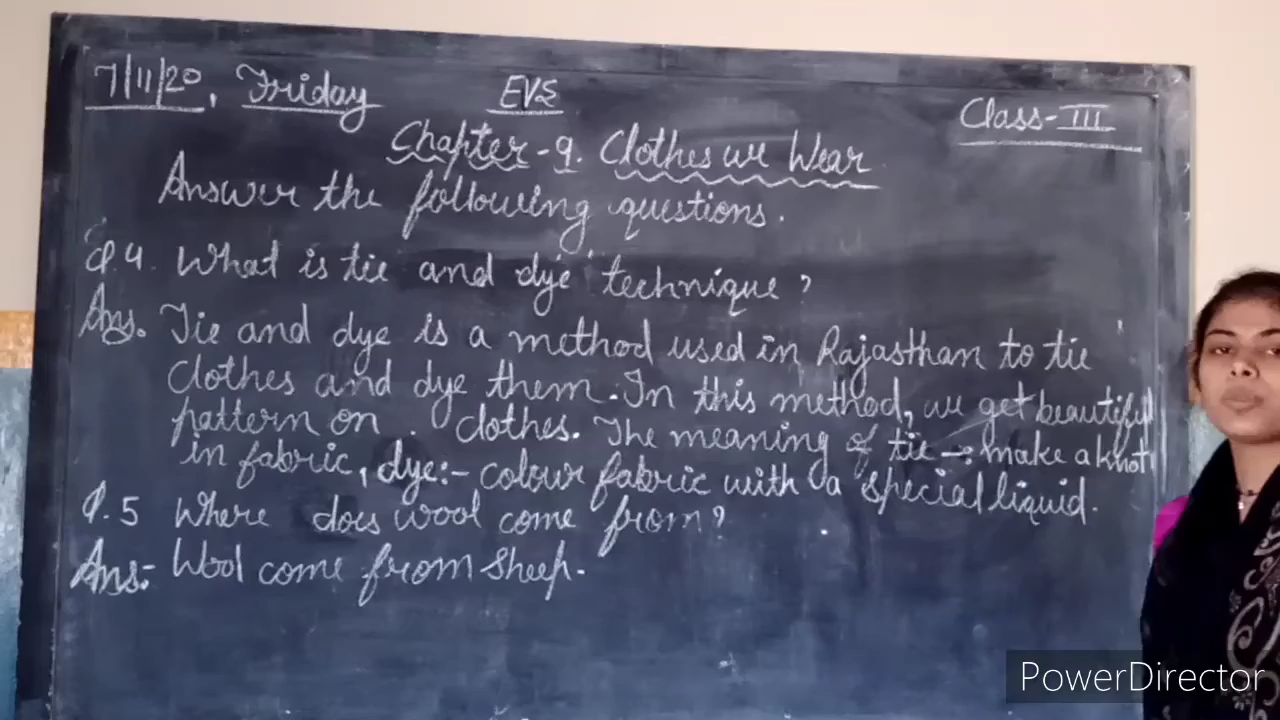 7/11/20, Friday EVS Class-III
Chapter-9. Clothes we Wear
Answer the following questions.
Q.4. What is tie and dye technique?
Ans. Tie and dye is a method used in Rajasthan to tie
clothes and dye them. In this method, we get beautiful
pattern on clothes. The meaning of tie -: make a knot
in fabric, dye:- colour fabric with a special liquid.
Q.5 Where does wool come from?
Ans:- Wool come from sheep.
PowerDirector